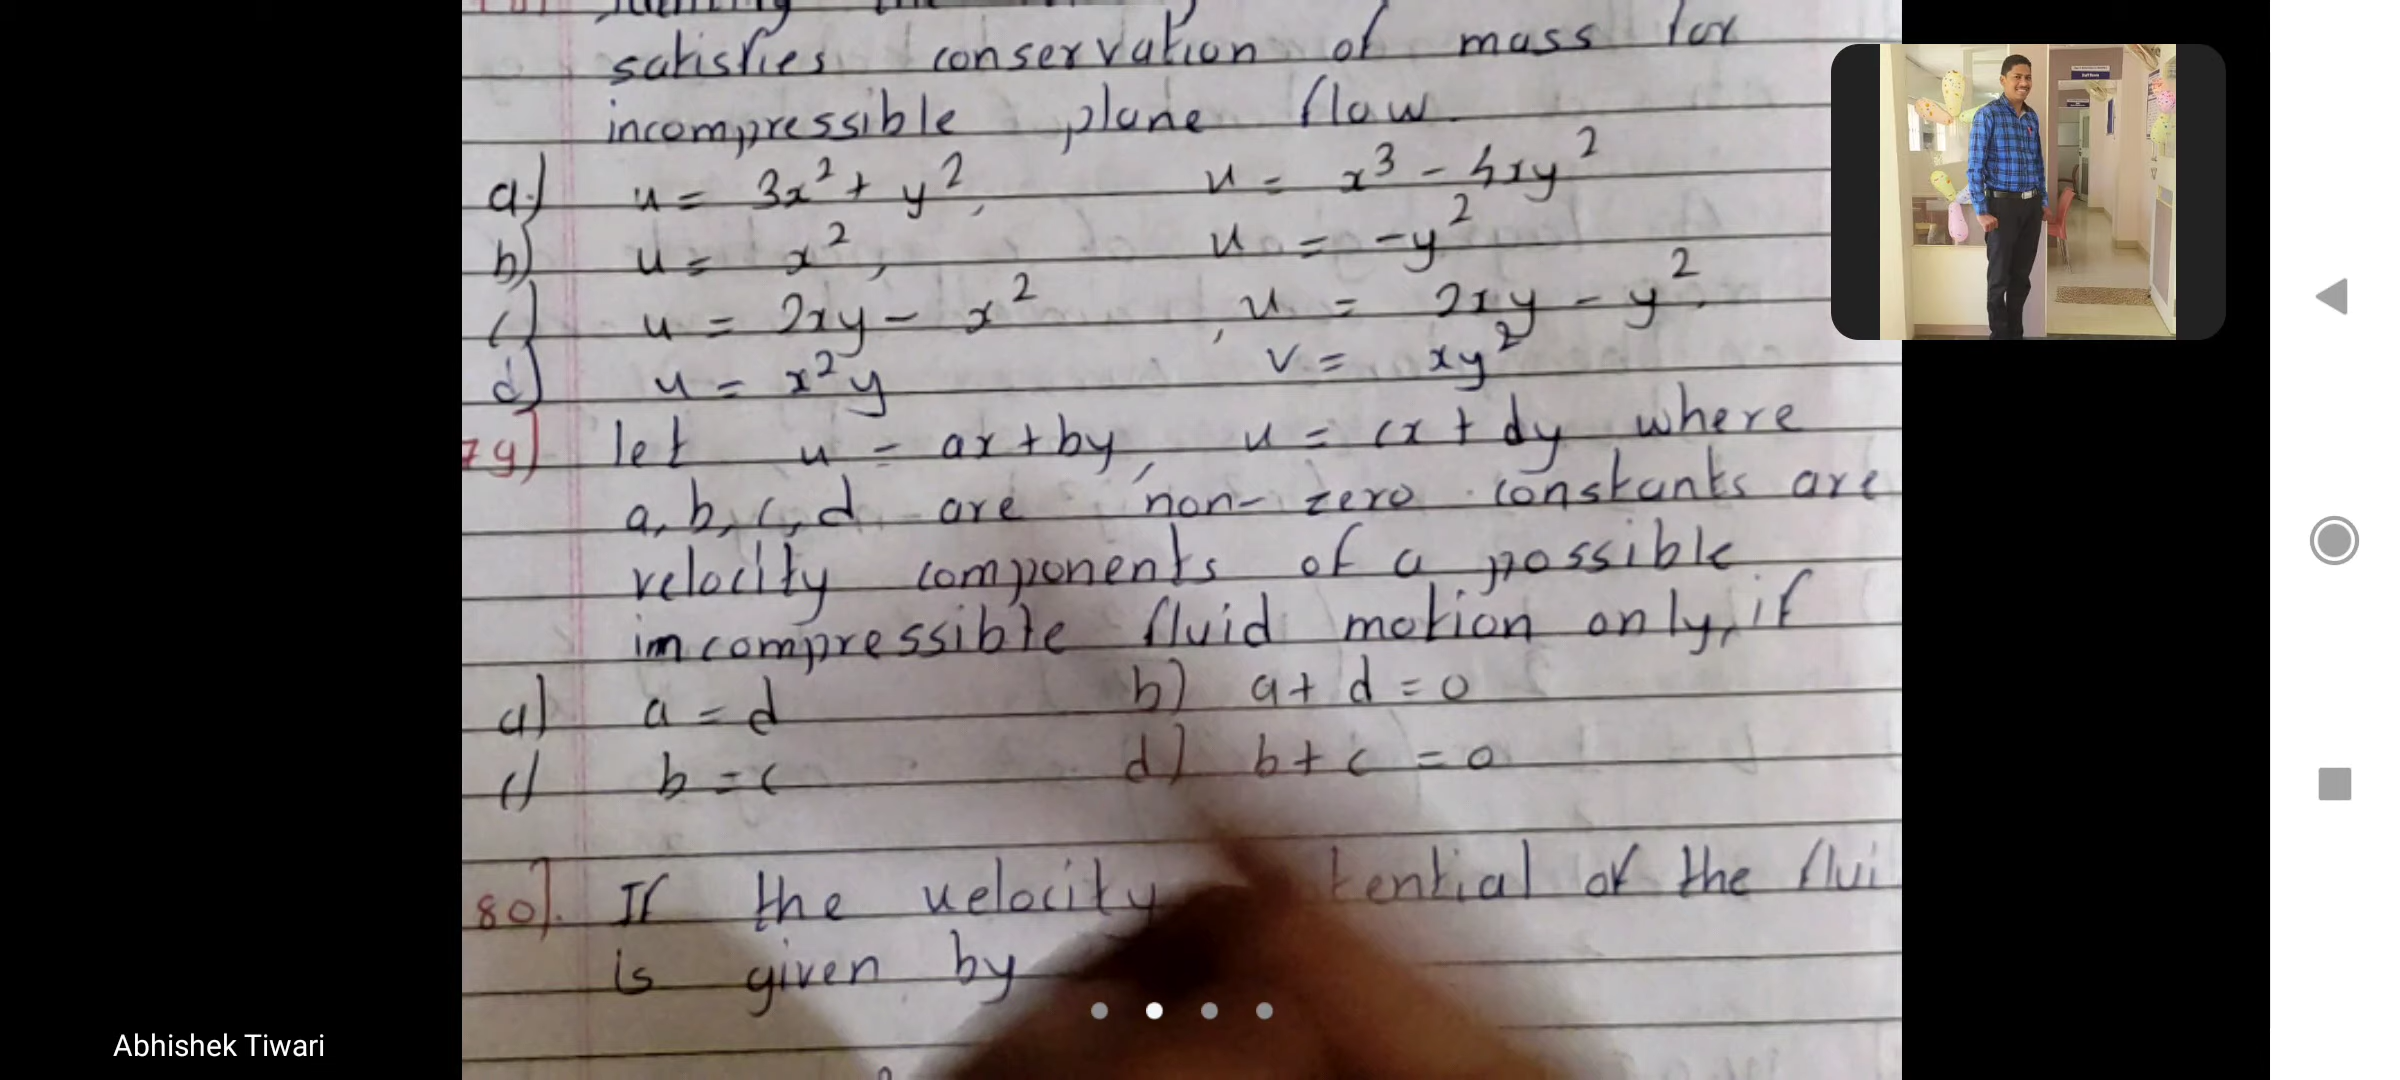 satisfies conservation of mass for
incompressible plane flow.
a) u = 3x² + y², u = x³ - 4xy²
b) u = x², u = -y²
c) u = 2xy - x², u = 2xy - y².
d) u = x²y v = xy²
79) let u = ax + by, u = cx + dy where
a, b, c, d are non-zero constants are
velocity components of a possible
imcompressible fluid motion only, if
a) a = d b) a + d = 0
c) b = c d) b + c = 0
80]. If the velocity tential of the flui
is given by
Abhishek Tiwari